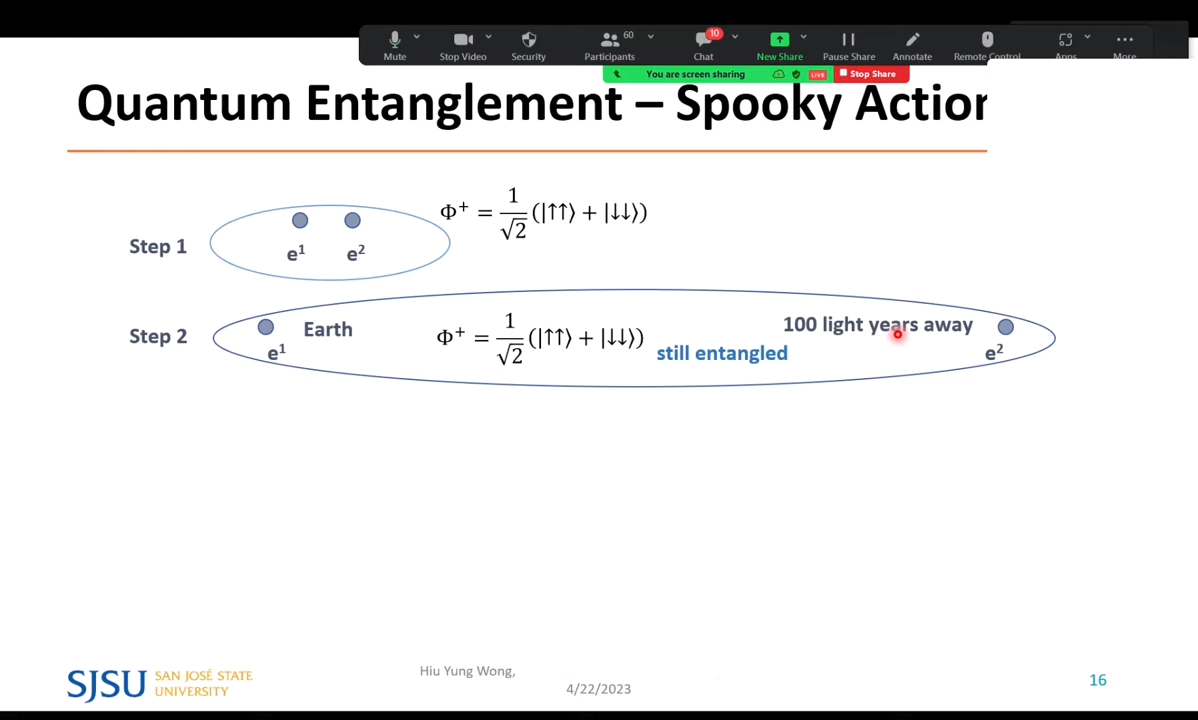 Mute
Stop Video
Security
60
Participants
10
Chat
New Share
Pause Share
Annotate
Remote Control
Apps
More
You are screen sharing
LIVE
Stop Share
Quantum Entanglement – Spooky Action
Step 1
e¹ e²
Φ⁺ = 1/√2 (|↑↑⟩ + |↓↓⟩)
Step 2
e¹
Earth
Φ⁺ = 1/√2 (|↑↑⟩ + |↓↓⟩)
still entangled
100 light years away
e²
SJSU SAN JOSÉ STATE
UNIVERSITY
Hiu Yung Wong,
4/22/2023
16